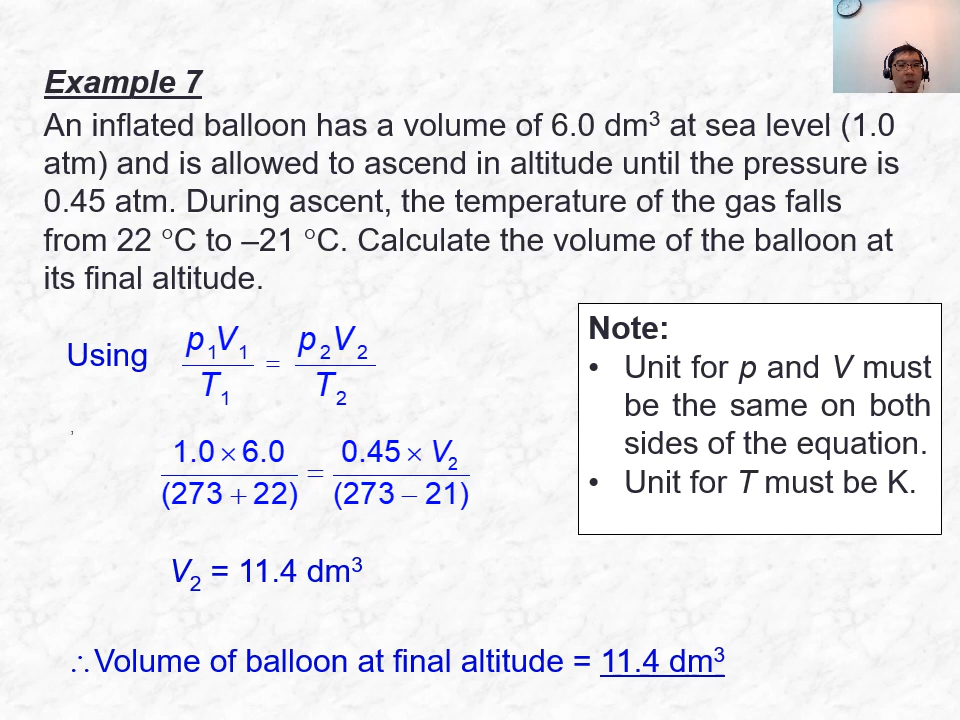 Example 7
An inflated balloon has a volume of 6.0 dm³ at sea level (1.0
atm) and is allowed to ascend in altitude until the pressure is
0.45 atm. During ascent, the temperature of the gas falls
from 22 °C to –21 °C. Calculate the volume of the balloon at
its final altitude.
Using p₁V₁/T₁ = p₂V₂/T₂
,
(1.0 × 6.0)/(273 + 22) = (0.45 × V₂)/(273 − 21)
V₂ = 11.4 dm³
∴Volume of balloon at final altitude = 11.4 dm³
Note:
• Unit for p and V must
be the same on both
sides of the equation.
• Unit for T must be K.